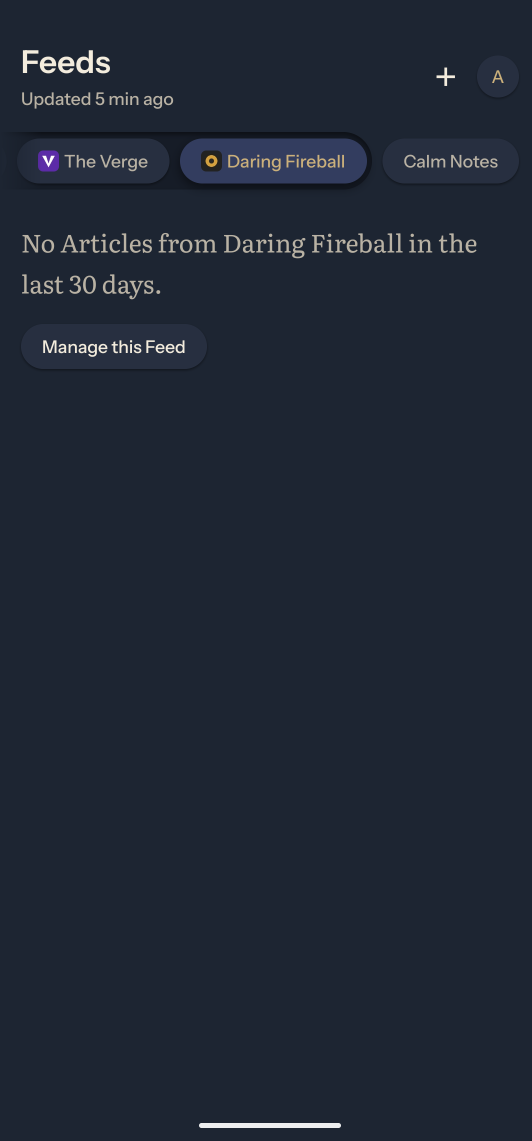 Feeds
Updated 5 min ago
A
The Verge
Daring Fireball
Calm Notes
No Articles from Daring Fireball in the
last 30 days.
Manage this Feed